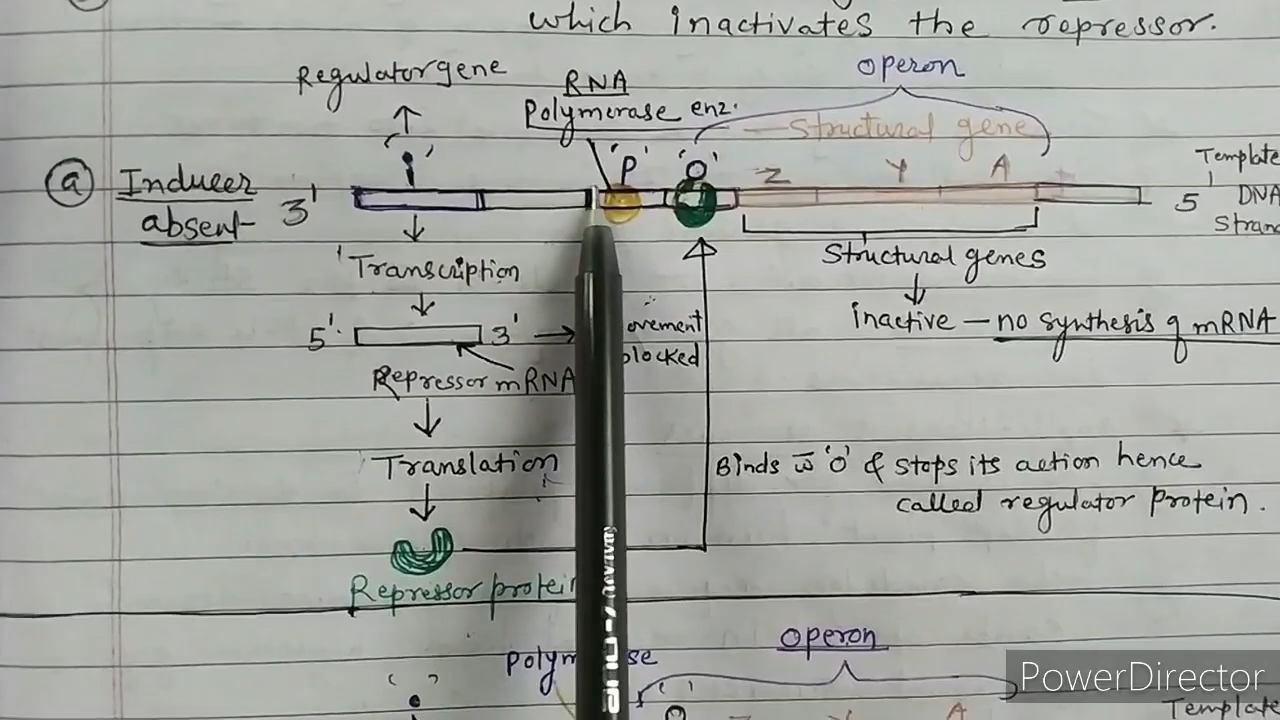 which inactivates the repressor.
Regulator gene
RNA
Polymerase enz.
Operon
Structural gene
'i'
'P'
'O'
Z
Y
A
Template
DNA
Strand
(a) Inducer
absent
3'
5
'Transcription
Structural genes
5'
3'
ovement
blocked
inactive – no synthesis of mRNA
Repressor mRNA
Translation
Binds w̅ 'O' & stops its action hence
called regulator protein.
Repressor protein
Operon
O
A
Template
PowerDirector